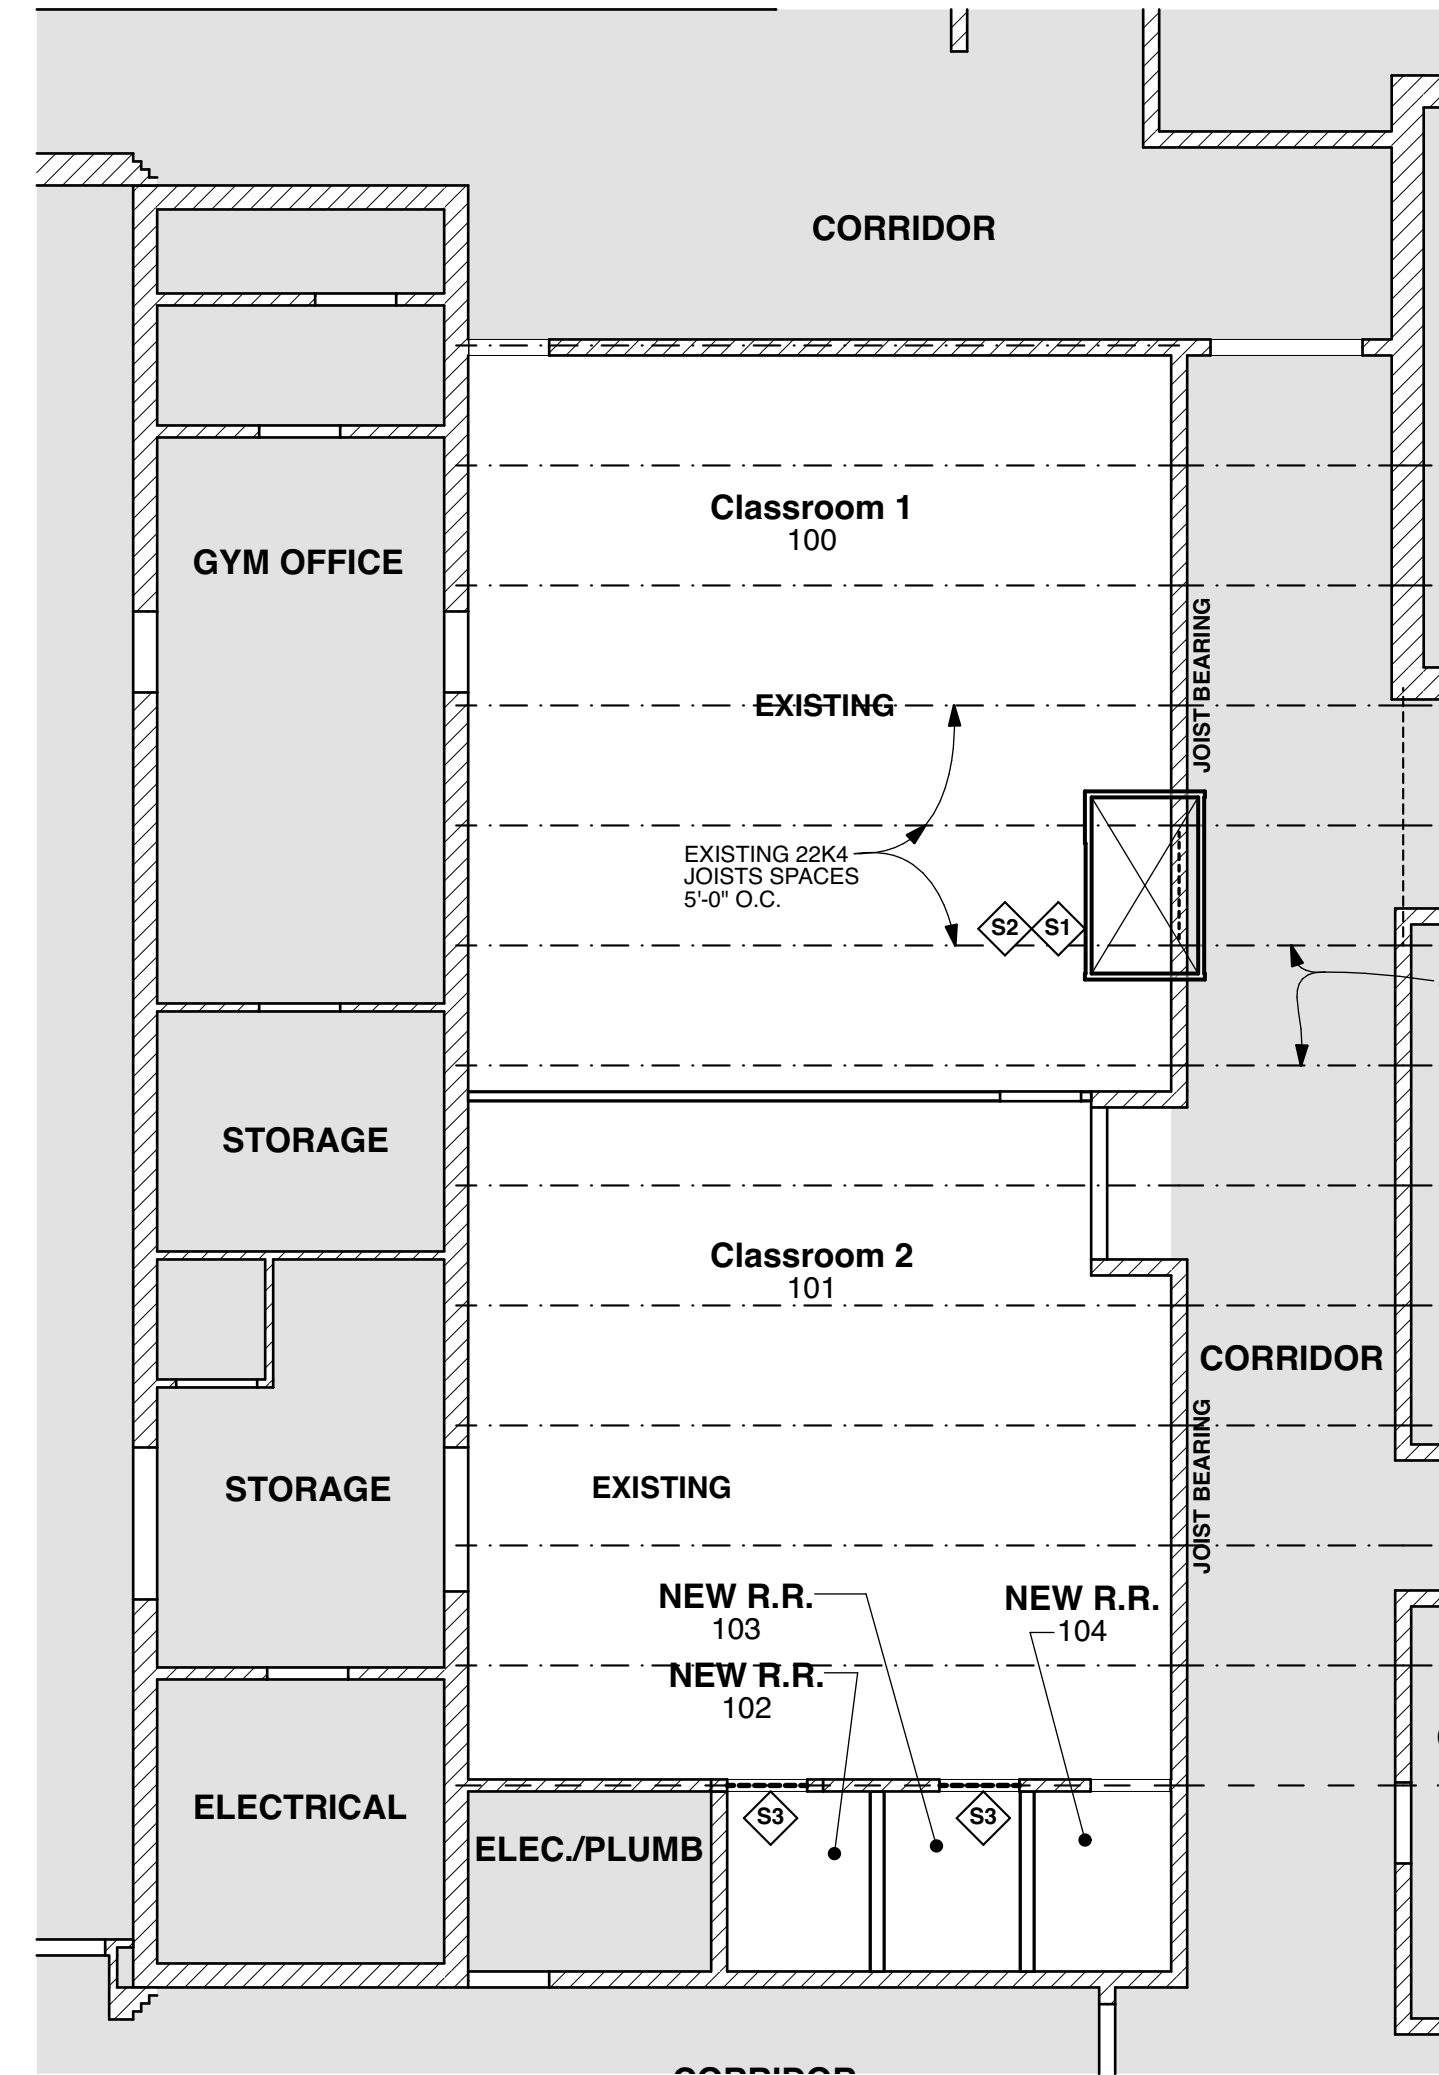 CORRIDOR
Classroom 1
100
GYM OFFICE
JOIST BEARING
EXISTING
EXISTING 22K4
JOISTS SPACES
5'-0" O.C.
S2
S1
STORAGE
Classroom 2
101
CORRIDOR
JOIST BEARING
STORAGE
EXISTING
NEW R.R.
103
NEW R.R.
104
NEW R.R.
102
ELECTRICAL
S3
S3
ELEC./PLUMB
CORRIDOR